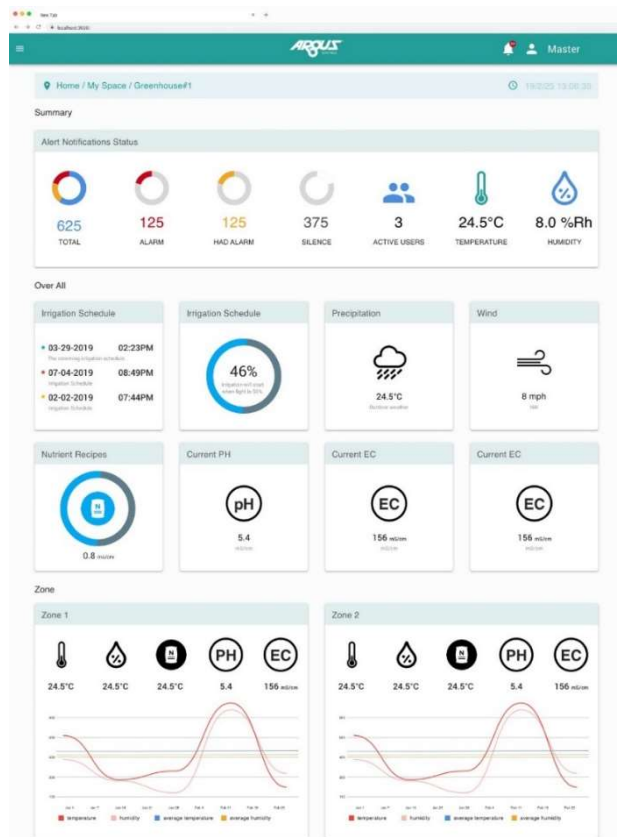 New Tab
ARGUS
Master
Home / My Space / Greenhouse#1
Summary
Alert Notifications Status
625
125
125
375
3
24.5°C
8.0 %Rh
TOTAL
ALARM
HAD ALARM
SILENCE
ACTIVE USERS
TEMPERATURE
HUMIDITY
Over All
Irrigation Schedule
03-29-2019 02:23PM
07-04-2019 08:49PM
Irrigation Schedule
02-02-2019 07:44PM
Irrigation Schedule
Irrigation Schedule
46%
Precipitation
24.5°C
Wind
8 mph
Nutrient Recipes
N
0.8
Current PH
pH
5.4
Current EC
EC
156
Current EC
EC
156
Zone
Zone 1
N
PH
EC
24.5°C 24.5°C 24.5°C 5.4 156
temperature humidity average temperature average humidity
Zone 2
N
PH
EC
24.5°C 24.5°C 24.5°C 5.4 156
temperature humidity average temperature average humidity